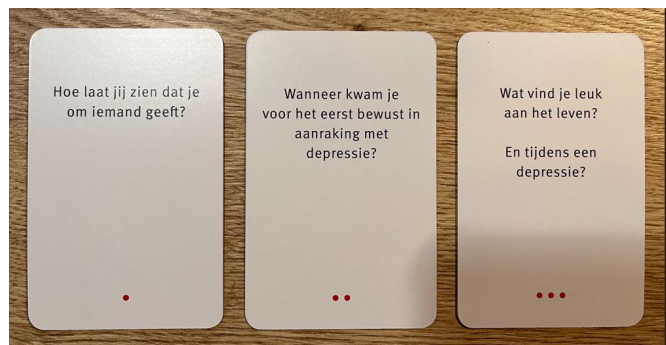 Hoe laat jij zien dat je
om iemand geeft?
Wanneer kwam je
voor het eerst bewust in
aanraking met
depressie?
Wat vind je leuk
aan het leven?
En tijdens een
depressie?